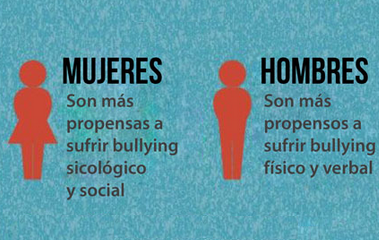 MUJERES
Son más
propensas a
sufrir bullying
sicológico
y social
HOMBRES
Son más
propensos a
sufrir bullying
físico y verbal